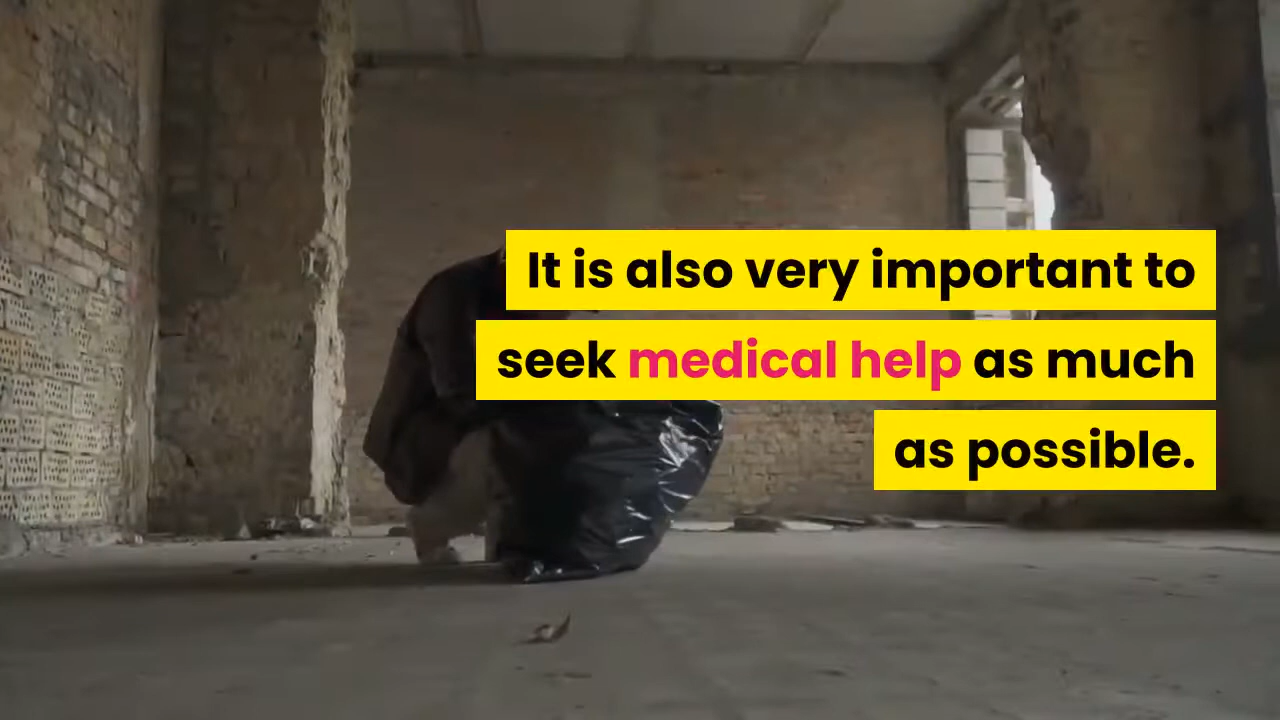 It is also very important to
seek medical help as much
as possible.